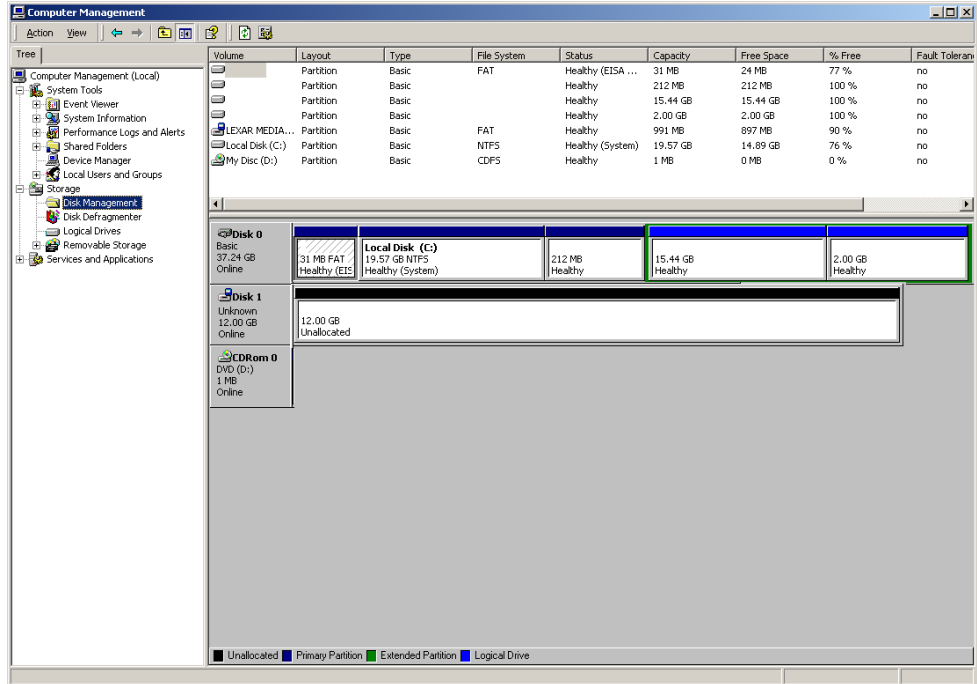 Computer Management
Action View
Tree
Computer Management (Local)
System Tools
Event Viewer
System Information
Performance Logs and Alerts
Shared Folders
Device Manager
Local Users and Groups
Storage
Disk Management
Disk Defragmenter
Logical Drives
Removable Storage
Services and Applications
Volume Layout Type File System Status Capacity Free Space % Free Fault Toleran
Partition Basic FAT Healthy (EISA ... 31 MB 24 MB 77 % no
Partition Basic Healthy 212 MB 212 MB 100 % no
Partition Basic Healthy 15.44 GB 15.44 GB 100 % no
Partition Basic Healthy 2.00 GB 2.00 GB 100 % no
LEXAR MEDIA... Partition Basic FAT Healthy 991 MB 897 MB 90 % no
Local Disk (C:) Partition Basic NTFS Healthy (System) 19.57 GB 14.89 GB 76 % no
My Disc (D:) Partition Basic CDFS Healthy 1 MB 0 MB 0 % no
Disk 0
Basic
37.24 GB
Online
31 MB FAT
Healthy (EIS
Local Disk (C:)
19.57 GB NTFS
Healthy (System)
212 MB
Healthy
15.44 GB
Healthy
2.00 GB
Healthy
Disk 1
Unknown
12.00 GB
Online
12.00 GB
Unallocated
CDRom 0
DVD (D:)
1 MB
Online
Unallocated Primary Partition Extended Partition Logical Drive